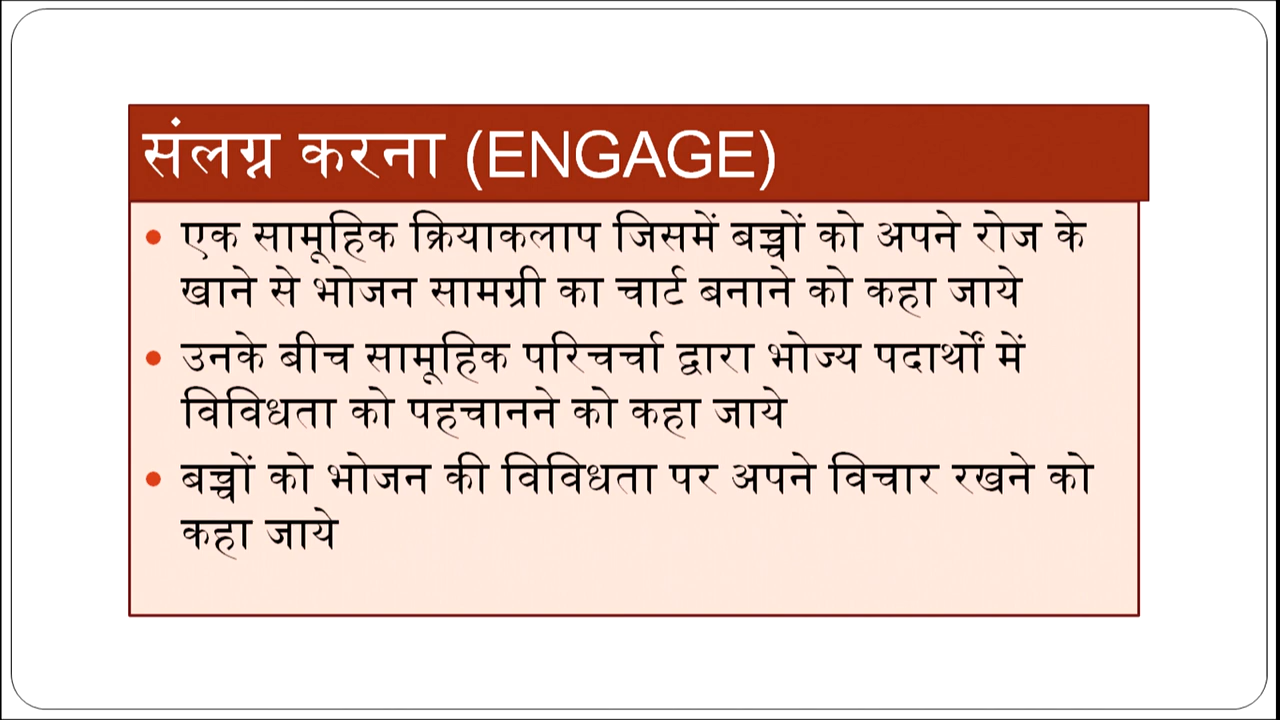 संलग्न करना (ENGAGE)
• एक सामूहिक क्रियाकलाप जिसमें बच्चों को अपने रोज के
खाने से भोजन सामग्री का चार्ट बनाने को कहा जाये
• उनके बीच सामूहिक परिचर्चा द्वारा भोज्य पदार्थों में
विविधता को पहचानने को कहा जाये
• बच्चों को भोजन की विविधता पर अपने विचार रखने को
कहा जाये